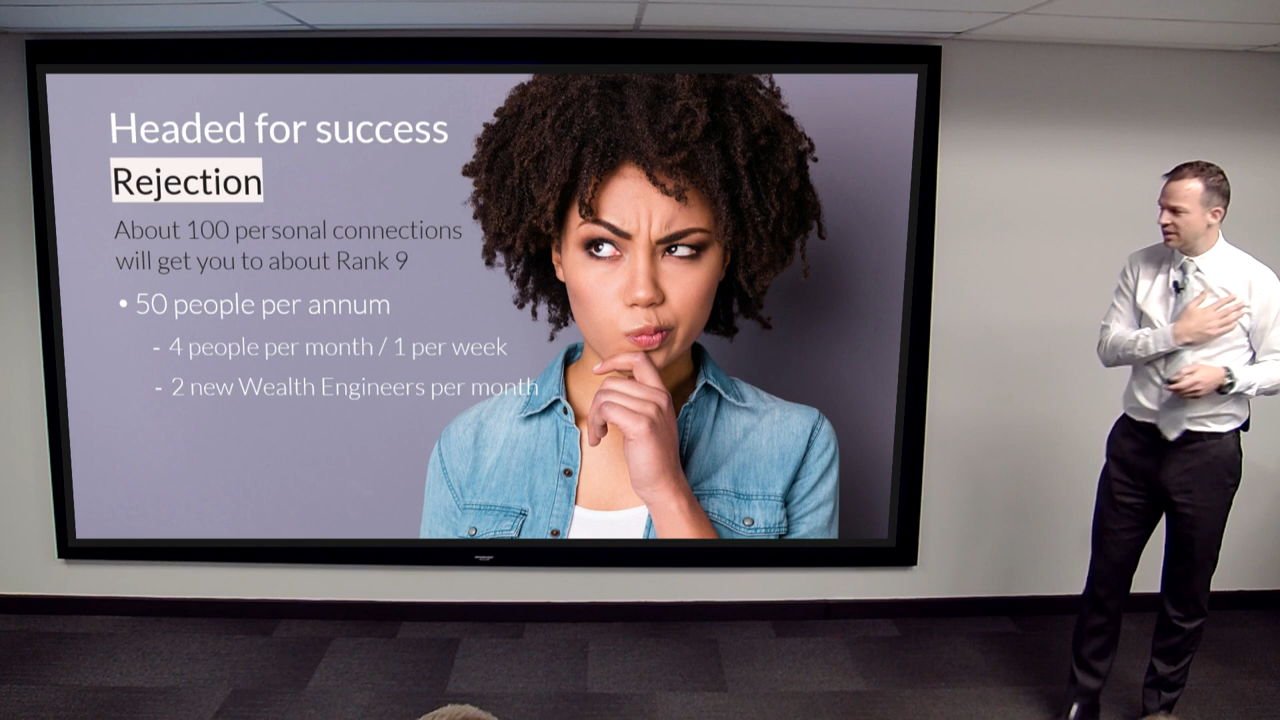 Headed for success
Rejection
About 100 personal connections
will get you to about Rank 9
• 50 people per annum
- 4 people per month / 1 per week
- 2 new Wealth Engineers per month